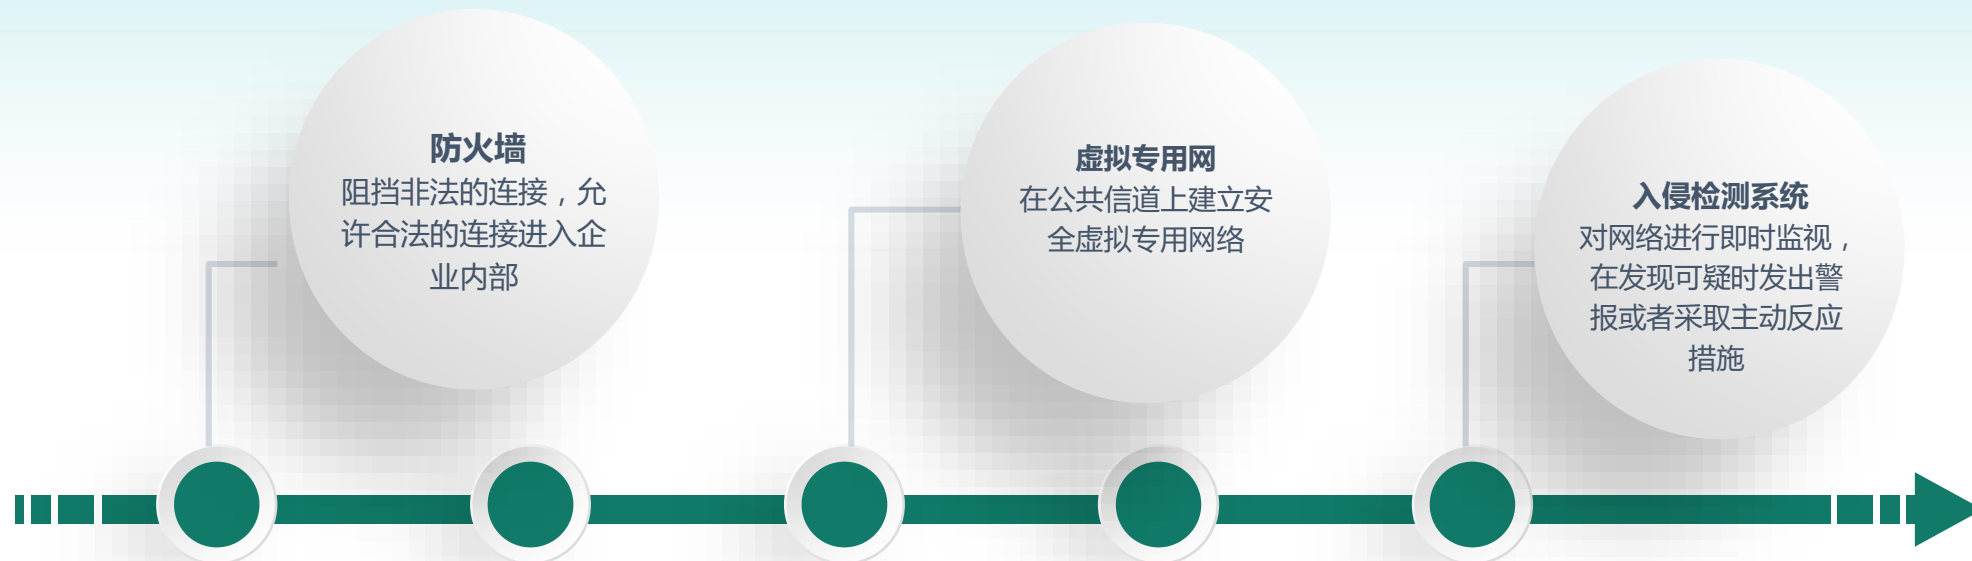 防火墙
阻挡非法的连接，允
许合法的连接进入企
业内部
虚拟专用网
在公共信道上建立安
全虚拟专用网络
入侵检测系统
对网络进行即时监视，
在发现可疑时发出警
报或者采取主动反应
措施